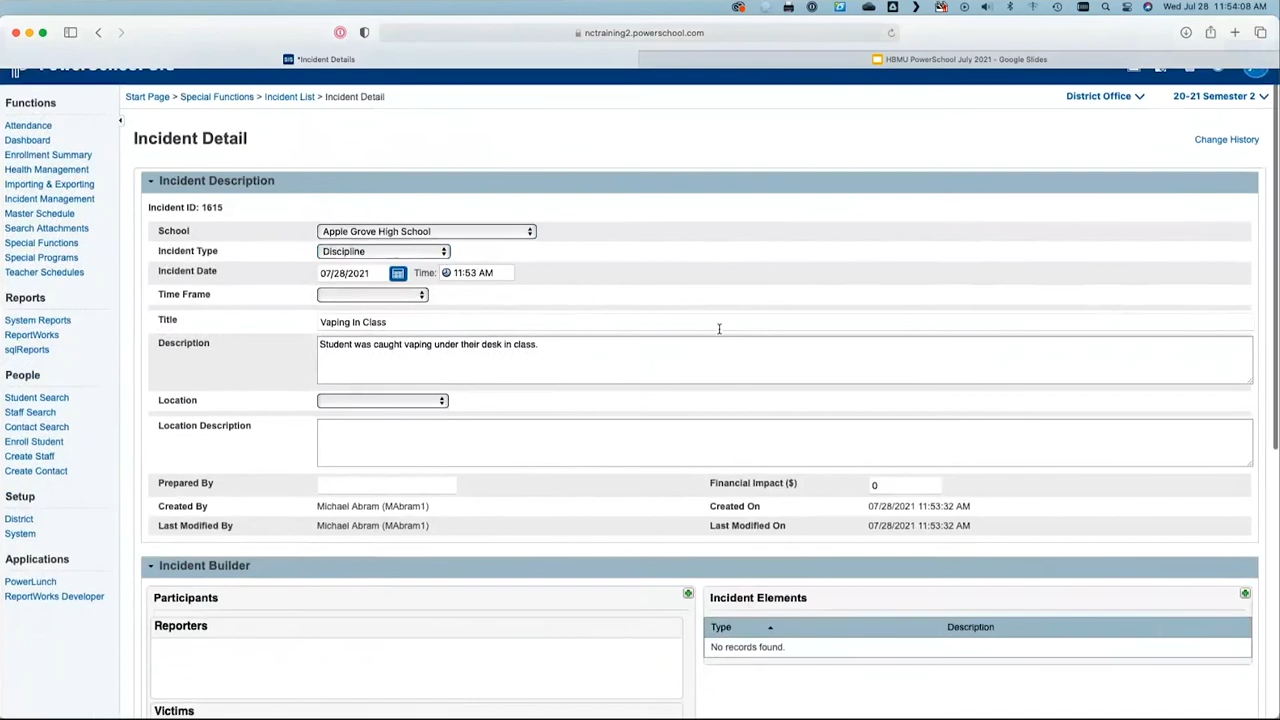 Wed Jul 28 11:54:08 AM
nctraining2.powerschool.com
*Incident Details
HBMU PowerSchool July 2021 - Google Slides
Functions
Attendance
Dashboard
Enrollment Summary
Health Management
Importing & Exporting
Incident Management
Master Schedule
Search Attachments
Special Functions
Special Programs
Teacher Schedules
Reports
System Reports
ReportWorks
sqlReports
People
Student Search
Staff Search
Contact Search
Enroll Student
Create Staff
Create Contact
Setup
District
System
Applications
PowerLunch
ReportWorks Developer
Start Page > Special Functions > Incident List > Incident Detail
District Office
20-21 Semester 2
Incident Detail
Change History
Incident Description
Incident ID: 1615
School Apple Grove High School
Incident Type Discipline
Incident Date 07/28/2021 Time: 11:53 AM
Time Frame
Title Vaping In Class
Description Student was caught vaping under their desk in class.
Location
Location Description
Prepared By Financial Impact ($) 0
Created By Michael Abram (MAbram1) Created On 07/28/2021 11:53:32 AM
Last Modified By Michael Abram (MAbram1) Last Modified On 07/28/2021 11:53:32 AM
Incident Builder
Participants
Reporters
Victims
Incident Elements
Type Description
No records found.